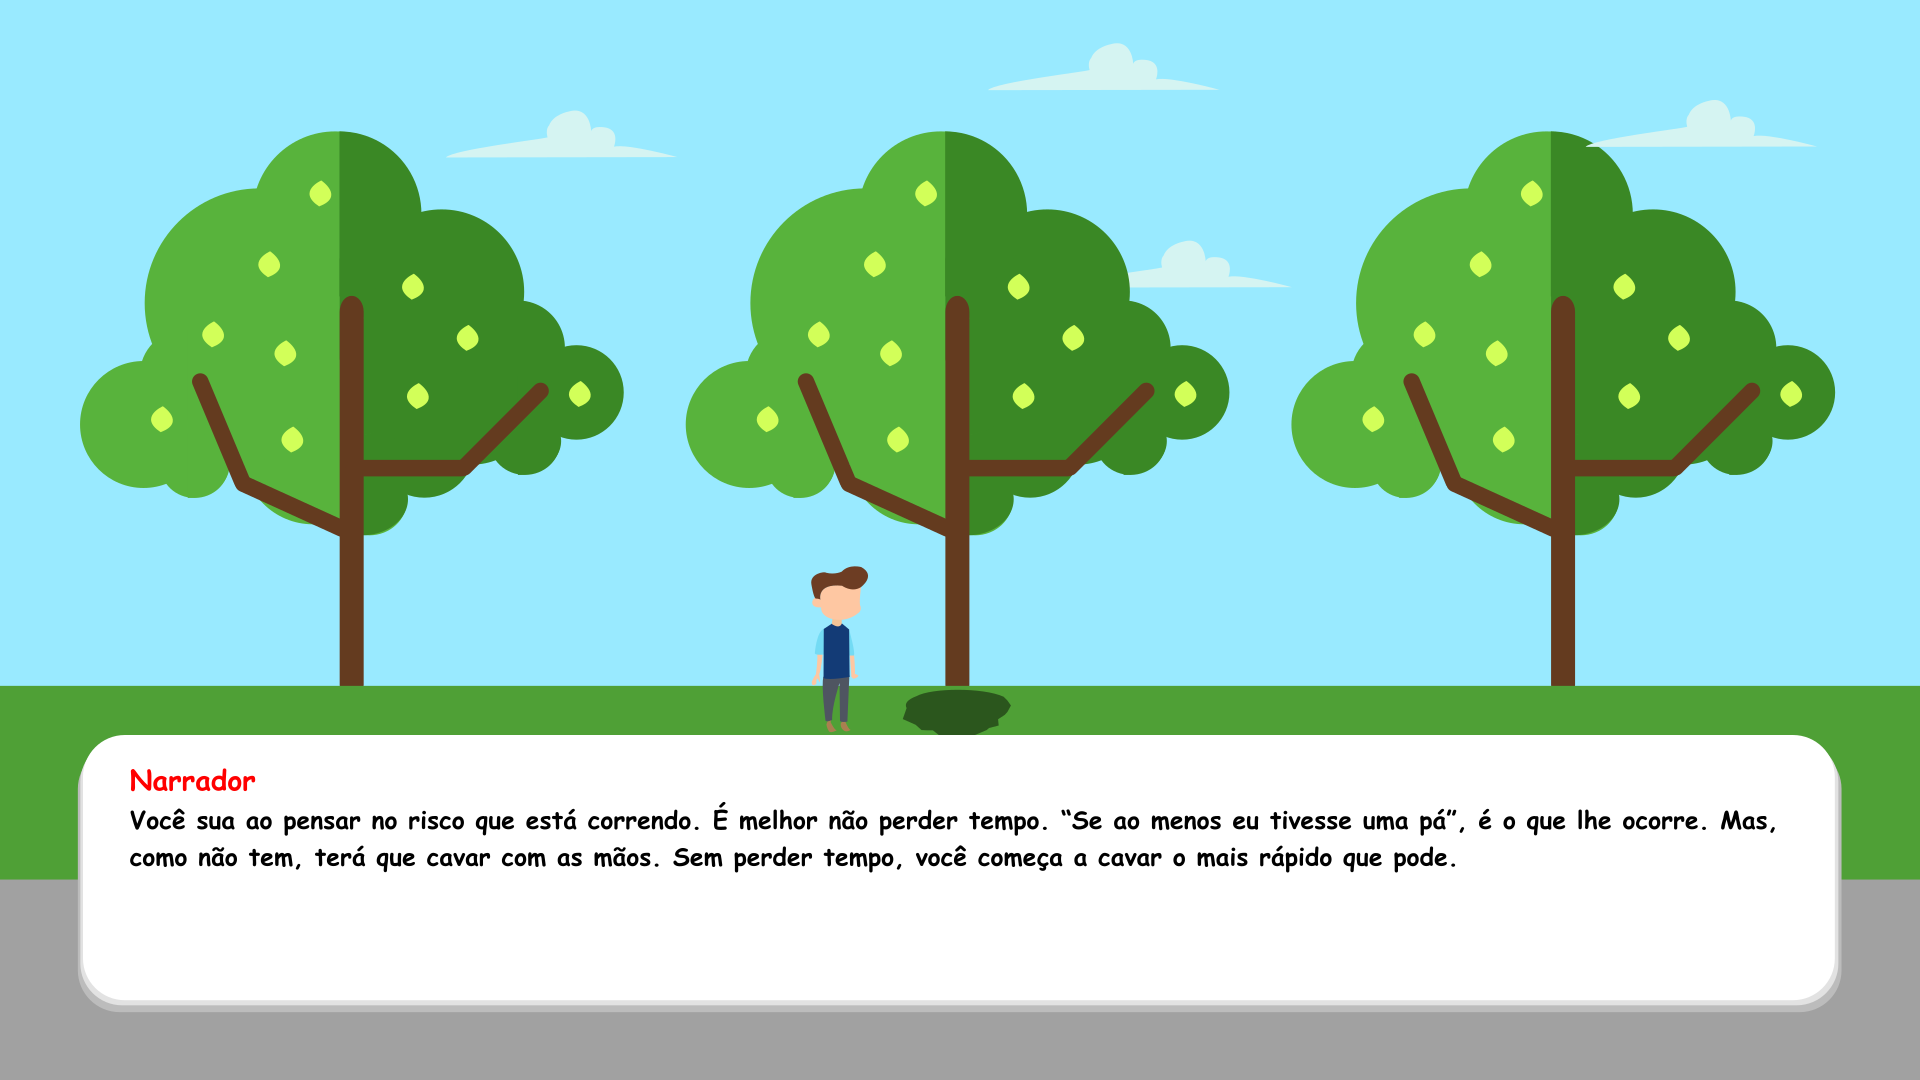 Narrador
Você sua ao pensar no risco que está correndo. É melhor não perder tempo. “Se ao menos eu tivesse uma pá”, é o que lhe ocorre. Mas,
como não tem, terá que cavar com as mãos. Sem perder tempo, você começa a cavar o mais rápido que pode.